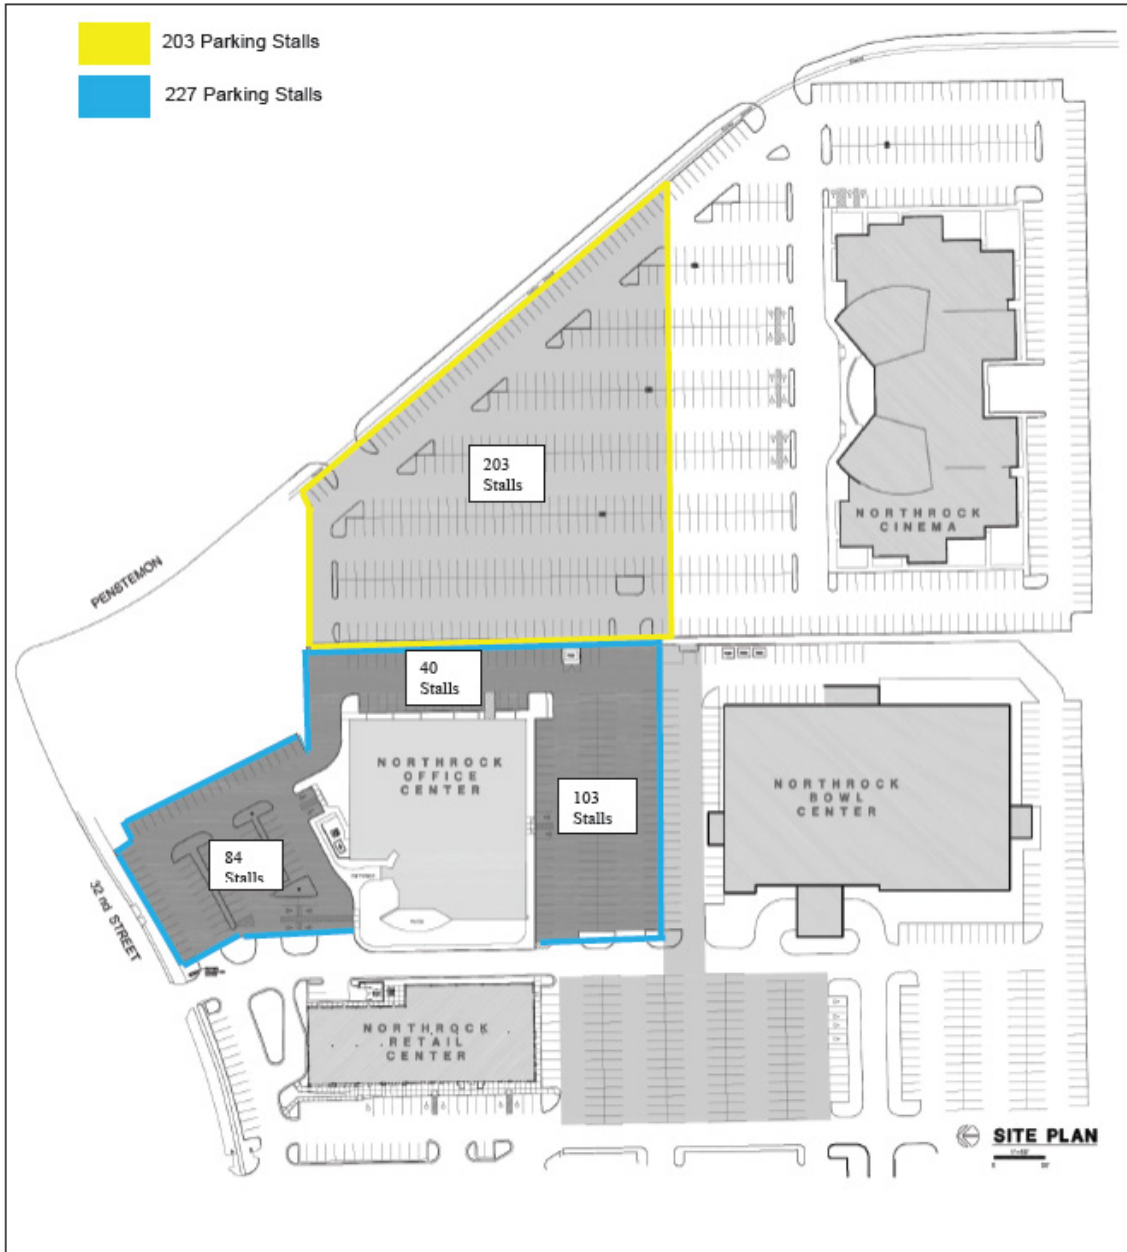 203 Parking Stalls
227 Parking Stalls
203
Stalls
NORTHROCK
CINEMA
PENSTEMON
40
Stalls
NORTHROCK
OFFICE
CENTER
103
Stalls
NORTHROCK
BOWL
CENTER
84
Stalls
32 nd STREET
NORTHROCK
RETAIL
CENTER
SITE PLAN